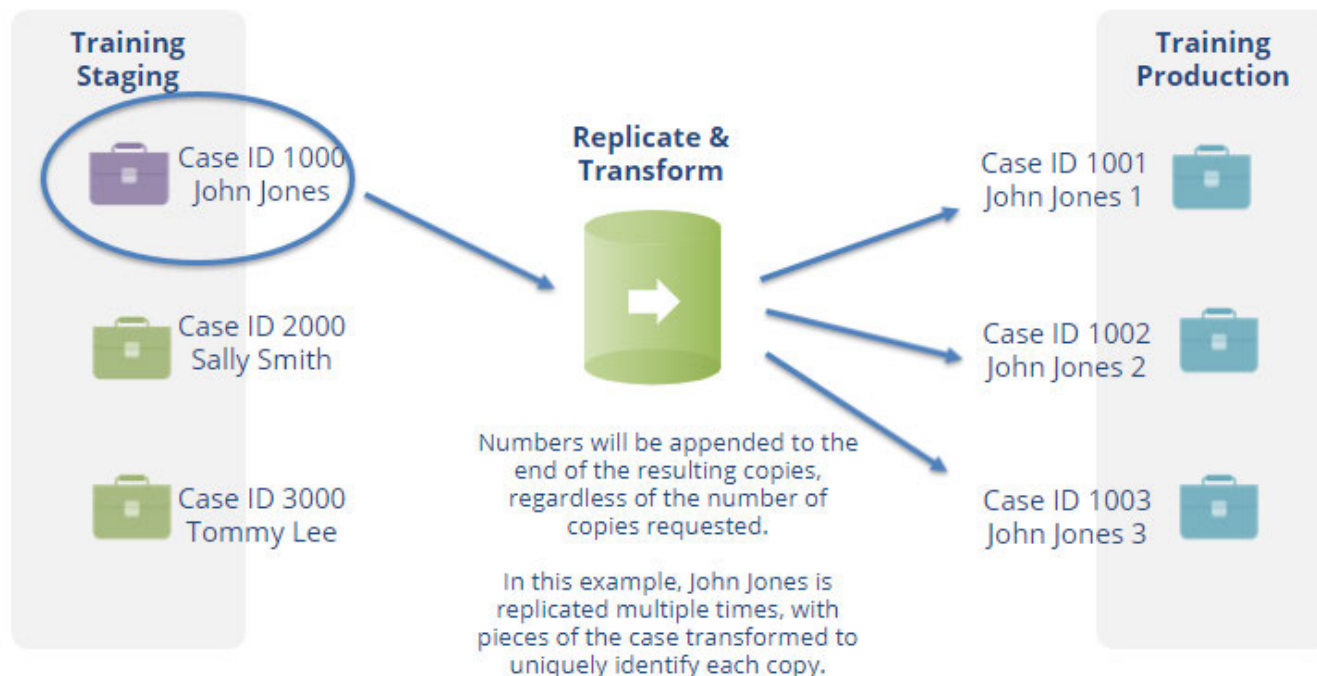 Training
Staging
Case ID 1000
John Jones
Case ID 2000
Sally Smith
Case ID 3000
Tommy Lee
Replicate &
Transform
Numbers will be appended to the
end of the resulting copies,
regardless of the number of
copies requested.
In this example, John Jones is
replicated multiple times, with
pieces of the case transformed to
uniquely identify each copy.
Training
Production
Case ID 1001
John Jones 1
Case ID 1002
John Jones 2
Case ID 1003
John Jones 3